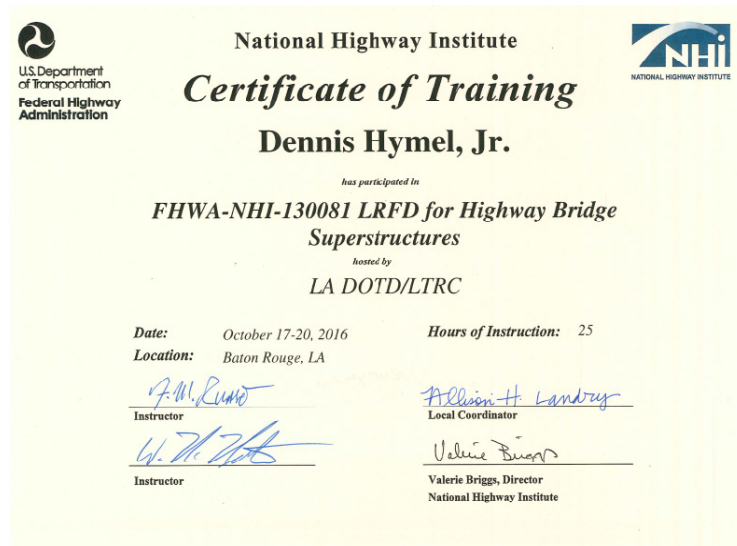 U.S. Department
of Transportation
Federal Highway
Administration
National Highway Institute
NHi
NATIONAL HIGHWAY INSTITUTE
Certificate of Training
Dennis Hymel, Jr.
has participated in
FHWA-NHI-130081 LRFD for Highway Bridge
Superstructures
hosted by
LA DOTD/LTRC
Date: October 17-20, 2016 Hours of Instruction: 25
Location: Baton Rouge, LA
Allison H. Landry
Instructor
Local Coordinator
Valerie Briggs
Instructor
Valerie Briggs, Director
National Highway Institute